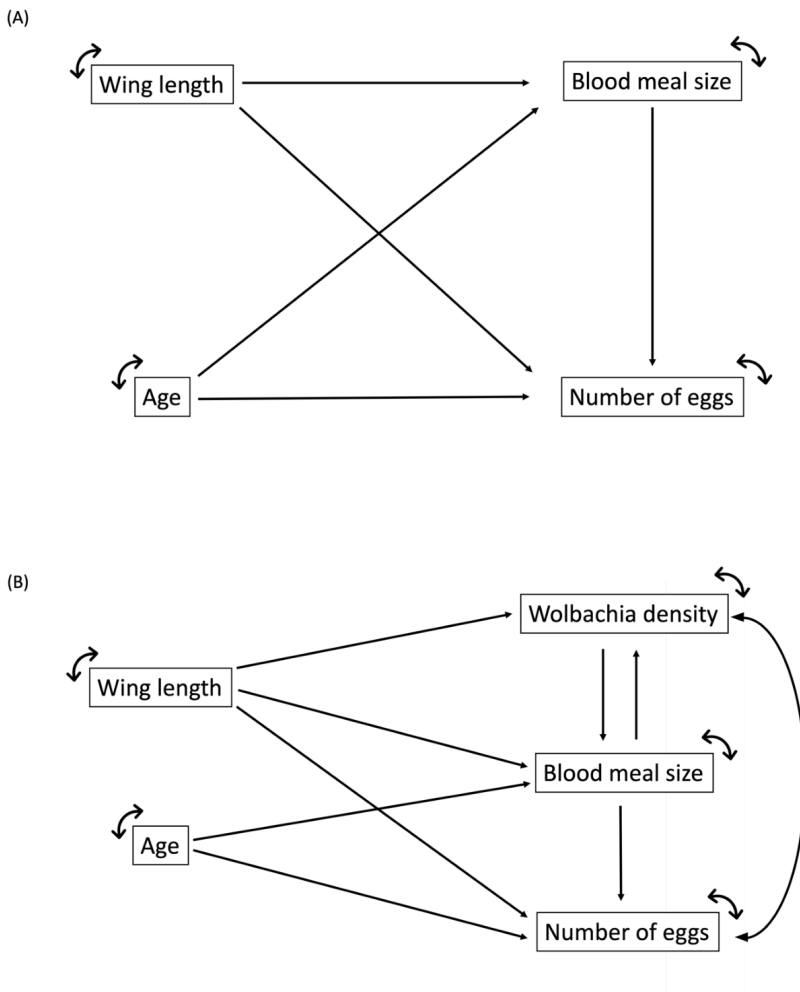 (A)
Wing length
Blood meal size
Age
Number of eggs
(B)
Wolbachia density
Wing length
Blood meal size
Age
Number of eggs